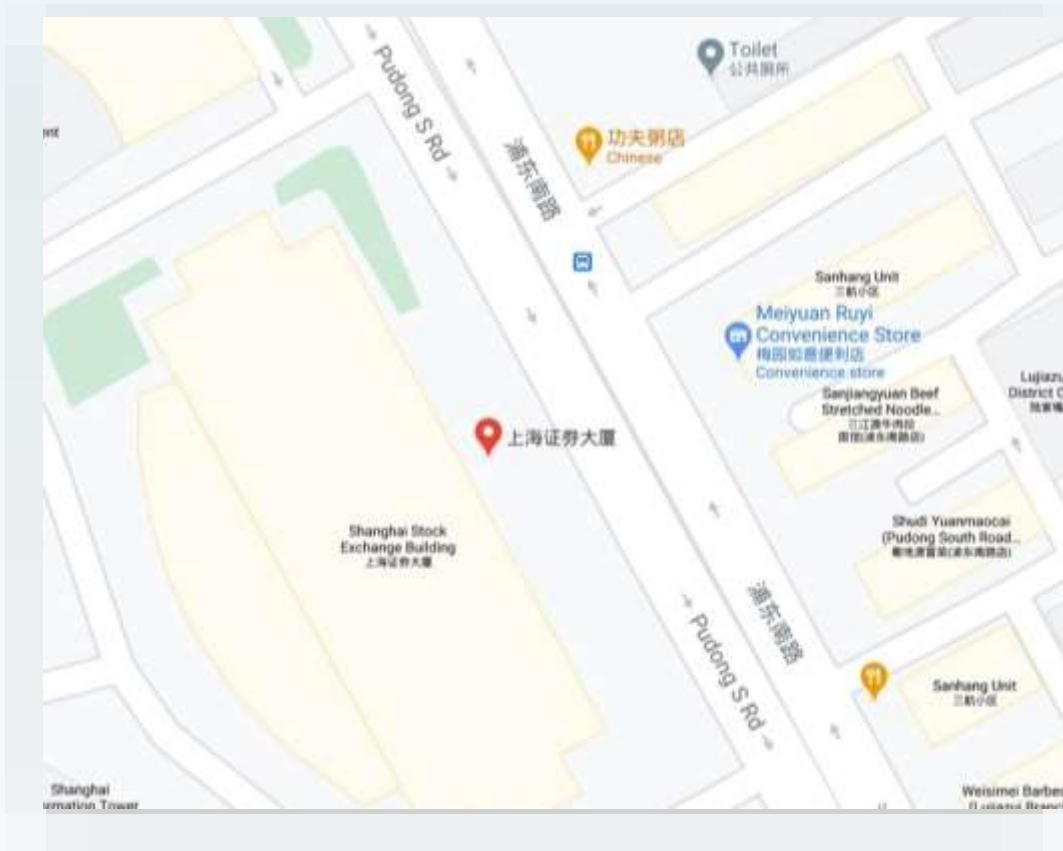 Toilet
公共厕所
Pudong S Rd
浦东南路
功夫粥店
Chinese
Sanhang Unit
三航小区
Meiyuan Ruyi
Convenience Store
梅园如意便利店
Convenience store
Sanjiangyuan Beef
Stretched Noodle...
上海证券大厦
Shanghai Stock
Exchange Building
上海证券大厦
Shudi Yuanmaocai
(Pudong South Road...
浦东南路
Pudong S Rd
Sanhang Unit
三航小区
Shanghai
District
Weisimei